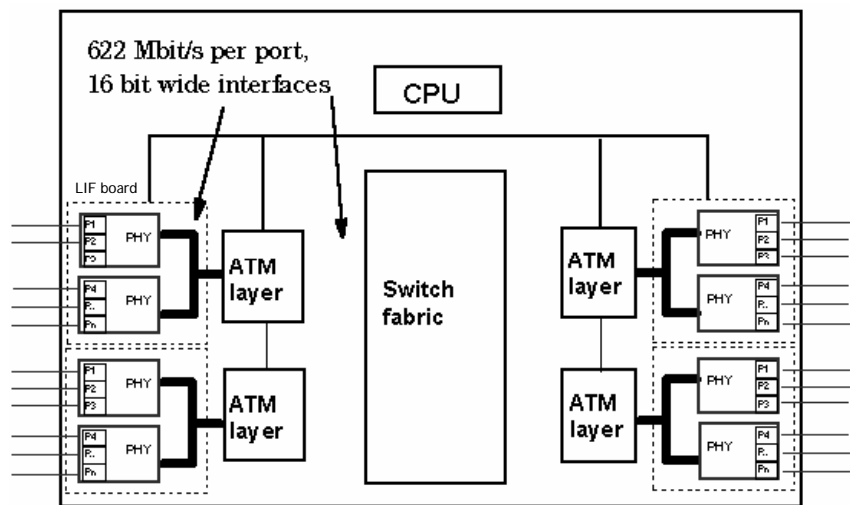 622 Mbit/s per port,
16 bit wide interfaces
CPU
LIF board
P1
P2
P3
PHY
P4
P..
Pn
PHY
ATM
layer
P1
P2
P3
PHY
P4
P..
Pn
PHY
ATM
layer
Switch
fabric
ATM
layer
PHY
P1
P2
P3
PHY
P4
P..
Pn
ATM
layer
PHY
P1
P2
P3
PHY
P4
P..
Pn